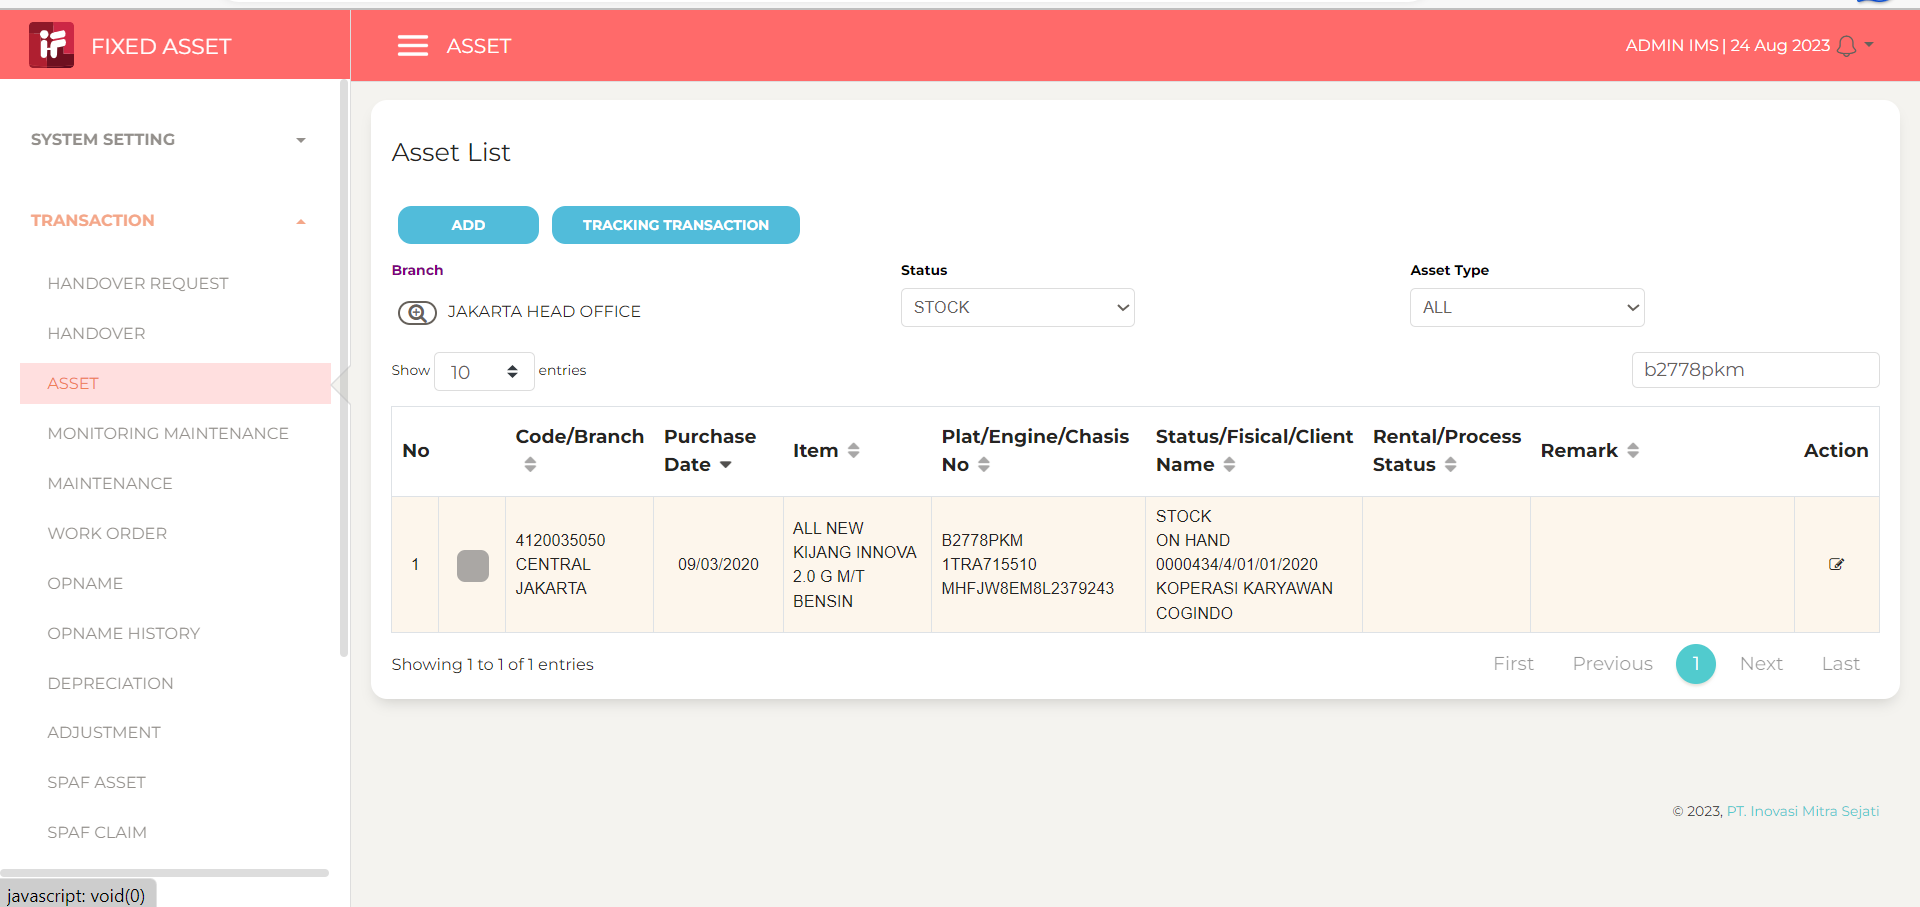 FIXED ASSET
ASSET
ADMIN IMS | 24 Aug 2023
SYSTEM SETTING
TRANSACTION
HANDOVER REQUEST
HANDOVER
ASSET
MONITORING MAINTENANCE
MAINTENANCE
WORK ORDER
OPNAME
OPNAME HISTORY
DEPRECIATION
ADJUSTMENT
SPAF ASSET
SPAF CLAIM
javascript: void(0)
Asset List
ADD
TRACKING TRANSACTION
Branch
JAKARTA HEAD OFFICE
Status
STOCK
Asset Type
ALL
Show 10 entries
b2778pkm
No
Code/Branch
Purchase
Date
Item
Plat/Engine/Chasis
No
Status/Fisical/Client
Name
Rental/Process
Status
Remark
Action
1
4120035050
CENTRAL
JAKARTA
09/03/2020
ALL NEW
KIJANG INNOVA
2.0 G M/T
BENSIN
B2778PKM
1TRA715510
MHFJW8EM8L2379243
STOCK
ON HAND
0000434/4/01/01/2020
KOPERASI KARYAWAN
COGINDO
Showing 1 to 1 of 1 entries
First
Previous
1
Next
Last
© 2023, PT. Inovasi Mitra Sejati